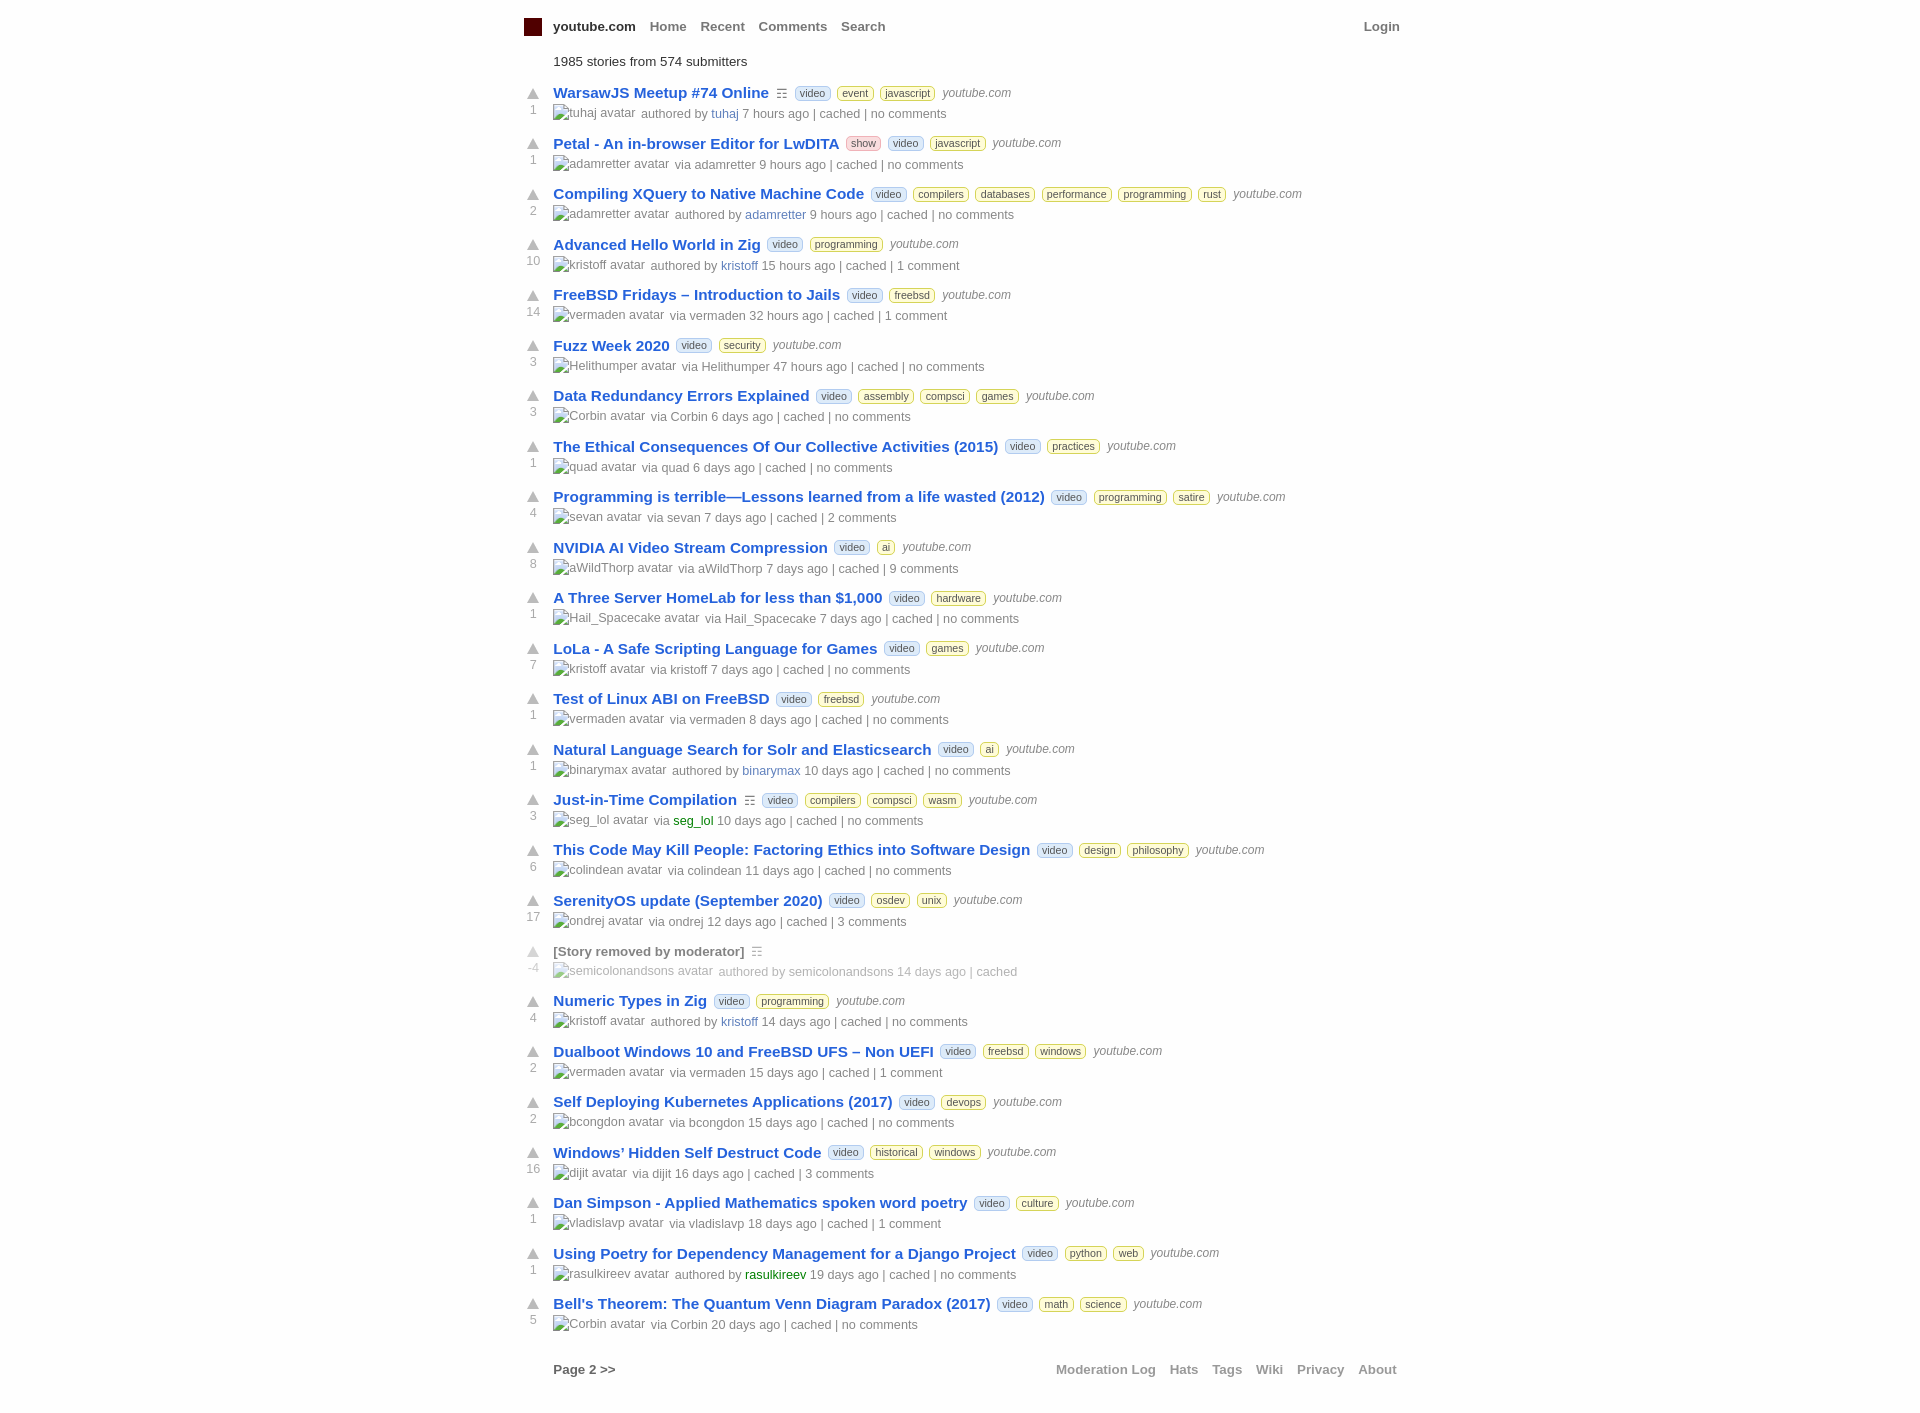 youtube.com Home Recent Comments Search Login
1985 stories from 574 submitters
WarsawJS Meetup #74 Online ☶ video event javascript youtube.com
1 tuhaj avatar authored by tuhaj 7 hours ago | cached | no comments
Petal - An in-browser Editor for LwDITA show video javascript youtube.com
1 adamretter avatar via adamretter 9 hours ago | cached | no comments
Compiling XQuery to Native Machine Code video compilers databases performance programming rust youtube.com
2 adamretter avatar authored by adamretter 9 hours ago | cached | no comments
Advanced Hello World in Zig video programming youtube.com
10 kristoff avatar authored by kristoff 15 hours ago | cached | 1 comment
FreeBSD Fridays – Introduction to Jails video freebsd youtube.com
14 vermaden avatar via vermaden 32 hours ago | cached | 1 comment
Fuzz Week 2020 video security youtube.com
3 Helithumper avatar via Helithumper 47 hours ago | cached | no comments
Data Redundancy Errors Explained video assembly compsci games youtube.com
3 Corbin avatar via Corbin 6 days ago | cached | no comments
The Ethical Consequences Of Our Collective Activities (2015) video practices youtube.com
1 quad avatar via quad 6 days ago | cached | no comments
Programming is terrible—Lessons learned from a life wasted (2012) video programming satire youtube.com
4 sevan avatar via sevan 7 days ago | cached | 2 comments
NVIDIA AI Video Stream Compression video ai youtube.com
8 aWildThorp avatar via aWildThorp 7 days ago | cached | 9 comments
A Three Server HomeLab for less than $1,000 video hardware youtube.com
1 Hail_Spacecake avatar via Hail_Spacecake 7 days ago | cached | no comments
LoLa - A Safe Scripting Language for Games video games youtube.com
7 kristoff avatar via kristoff 7 days ago | cached | no comments
Test of Linux ABI on FreeBSD video freebsd youtube.com
1 vermaden avatar via vermaden 8 days ago | cached | no comments
Natural Language Search for Solr and Elasticsearch video ai youtube.com
1 binarymax avatar authored by binarymax 10 days ago | cached | no comments
Just-in-Time Compilation ☶ video compilers compsci wasm youtube.com
3 seg_lol avatar via seg_lol 10 days ago | cached | no comments
This Code May Kill People: Factoring Ethics into Software Design video design philosophy youtube.com
6 colindean avatar via colindean 11 days ago | cached | no comments
SerenityOS update (September 2020) video osdev unix youtube.com
17 ondrej avatar via ondrej 12 days ago | cached | 3 comments
[Story removed by moderator] ☶
-4 semicolonandsons avatar authored by semicolonandsons 14 days ago | cached
Numeric Types in Zig video programming youtube.com
4 kristoff avatar authored by kristoff 14 days ago | cached | no comments
Dualboot Windows 10 and FreeBSD UFS – Non UEFI video freebsd windows youtube.com
2 vermaden avatar via vermaden 15 days ago | cached | 1 comment
Self Deploying Kubernetes Applications (2017) video devops youtube.com
2 bcongdon avatar via bcongdon 15 days ago | cached | no comments
Windows’ Hidden Self Destruct Code video historical windows youtube.com
16 dijit avatar via dijit 16 days ago | cached | 3 comments
Dan Simpson - Applied Mathematics spoken word poetry video culture youtube.com
1 vladislavp avatar via vladislavp 18 days ago | cached | 1 comment
Using Poetry for Dependency Management for a Django Project video python web youtube.com
1 rasulkireev avatar authored by rasulkireev 19 days ago | cached | no comments
Bell's Theorem: The Quantum Venn Diagram Paradox (2017) video math science youtube.com
5 Corbin avatar via Corbin 20 days ago | cached | no comments
Page 2 >> Moderation Log Hats Tags Wiki Privacy About